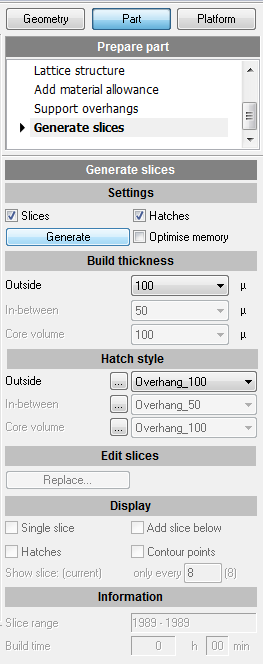 Geometry Part Platform
Prepare part
Lattice structure
Add material allowance
Support overhangs
Generate slices
Generate slices
Settings
Slices Hatches
Generate Optimise memory
Build thickness
Outside 100 µ
In-between 50 µ
Core volume 100 µ
Hatch style
Outside ... Overhang_100
In-between ... Overhang_50
Core volume ... Overhang_100
Edit slices
Replace...
Display
Single slice Add slice below
Hatches Contour points
Show slice: (current) only every 8 (8)
Information
Slice range 1989 - 1989
Build time 0 h 00 min